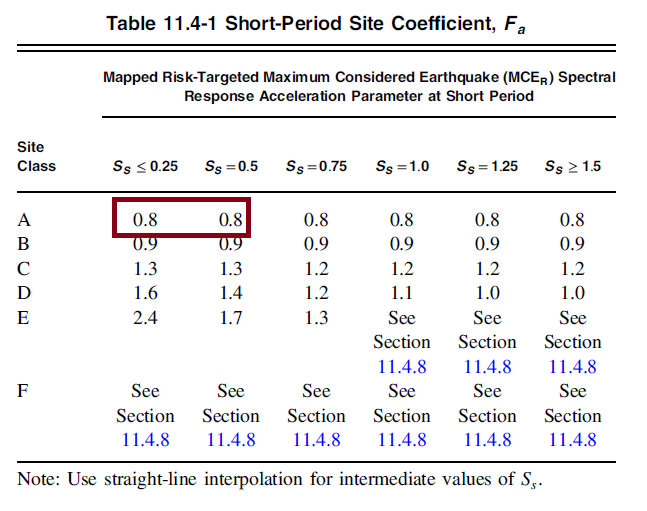 Table 11.4-1 Short-Period Site Coefficient, Fa
Mapped Risk-Targeted Maximum Considered Earthquake (MCER) Spectral
Response Acceleration Parameter at Short Period
Site
Class SS ≤ 0.25 SS = 0.5 SS = 0.75 SS = 1.0 SS = 1.25 SS ≥ 1.5
A 0.8 0.8 0.8 0.8 0.8 0.8
B 0.9 0.9 0.9 0.9 0.9 0.9
C 1.3 1.3 1.2 1.2 1.2 1.2
D 1.6 1.4 1.2 1.1 1.0 1.0
E 2.4 1.7 1.3 See See See
Section Section Section
11.4.8 11.4.8 11.4.8
F See See See See See See
Section Section Section Section Section Section
11.4.8 11.4.8 11.4.8 11.4.8 11.4.8 11.4.8
Note: Use straight-line interpolation for intermediate values of Ss.